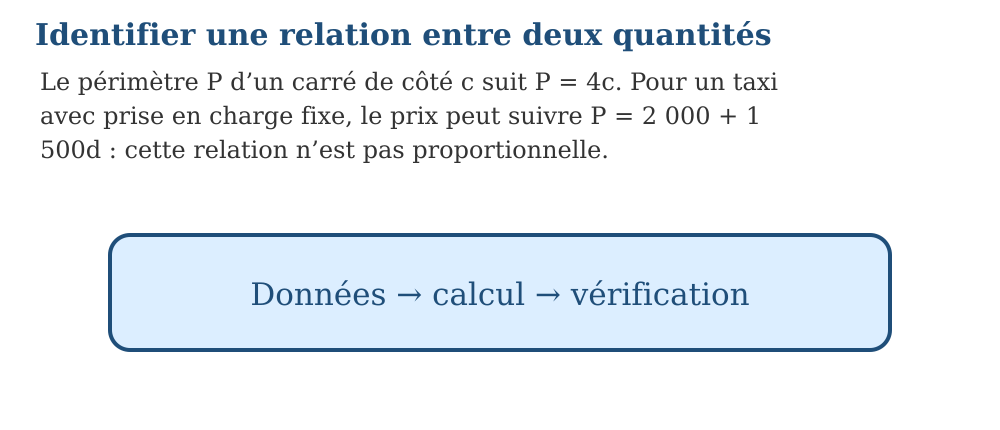 Identifier une relation entre deux quantités
Le périmètre P d’un carré de côté c suit P = 4c. Pour un taxi
avec prise en charge fixe, le prix peut suivre P = 2 000 + 1
500d : cette relation n’est pas proportionnelle.
Données → calcul → vérification